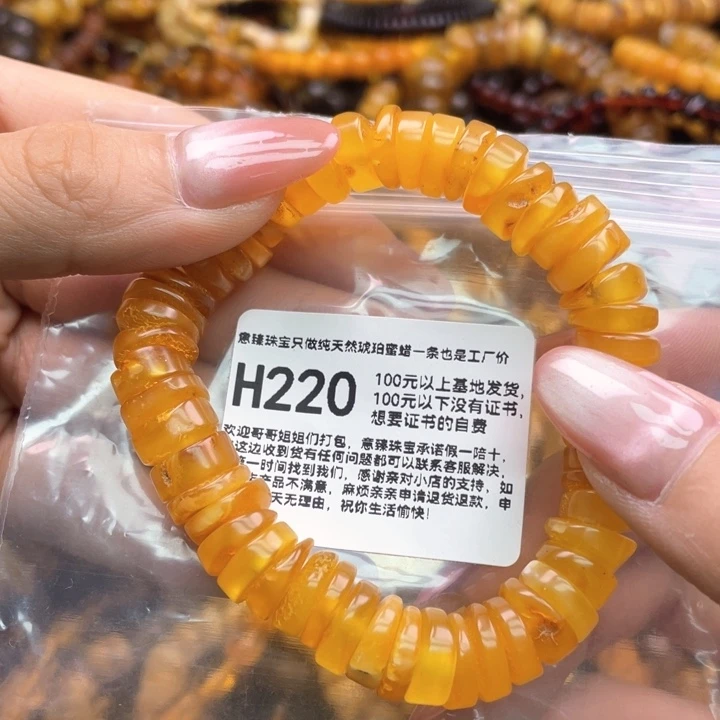 意臻珠宝只做纯天然琥珀蜜蜡一条也是工厂价
H220
100元以上基地发货,
100元以下没有证书,
想要证书的自费
欢迎哥哥姐姐们打包, 意臻珠宝承诺假一赔十,
这边收到货有任何问题都可以联系客服解决,
一时间找到我们, 感谢亲对小店的支持、如
产品不满意, 麻烦亲亲申请退货退款, 申
天无理由, 祝你生活愉快!